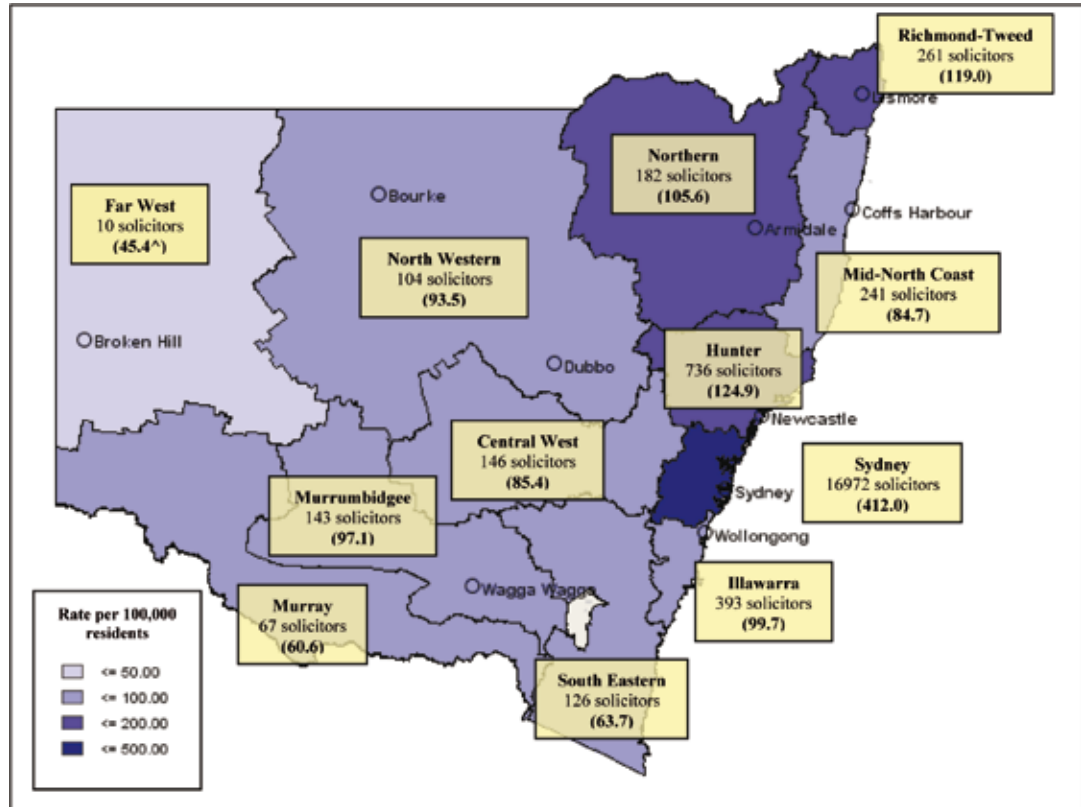 Richmond-Tweed
261 solicitors
(119.0)
Lismore
Northern
182 solicitors
(105.6)
Armidale
Coffs Harbour
Bourke
Far West
10 solicitors
(45.4^)
North Western
104 solicitors
(93.5)
Mid-North Coast
241 solicitors
(84.7)
Broken Hill
Dubbo
Hunter
736 solicitors
(124.9)
Newcastle
Central West
146 solicitors
(85.4)
Sydney
16972 solicitors
(412.0)
Sydney
Murrumbidgee
143 solicitors
(97.1)
Wollongong
Illawarra
393 solicitors
(99.7)
Wagga Wagga
Murray
67 solicitors
(60.6)
South Eastern
126 solicitors
(63.7)
Rate per 100,000
residents
<= 50.00
<= 100.00
<= 200.00
<= 500.00